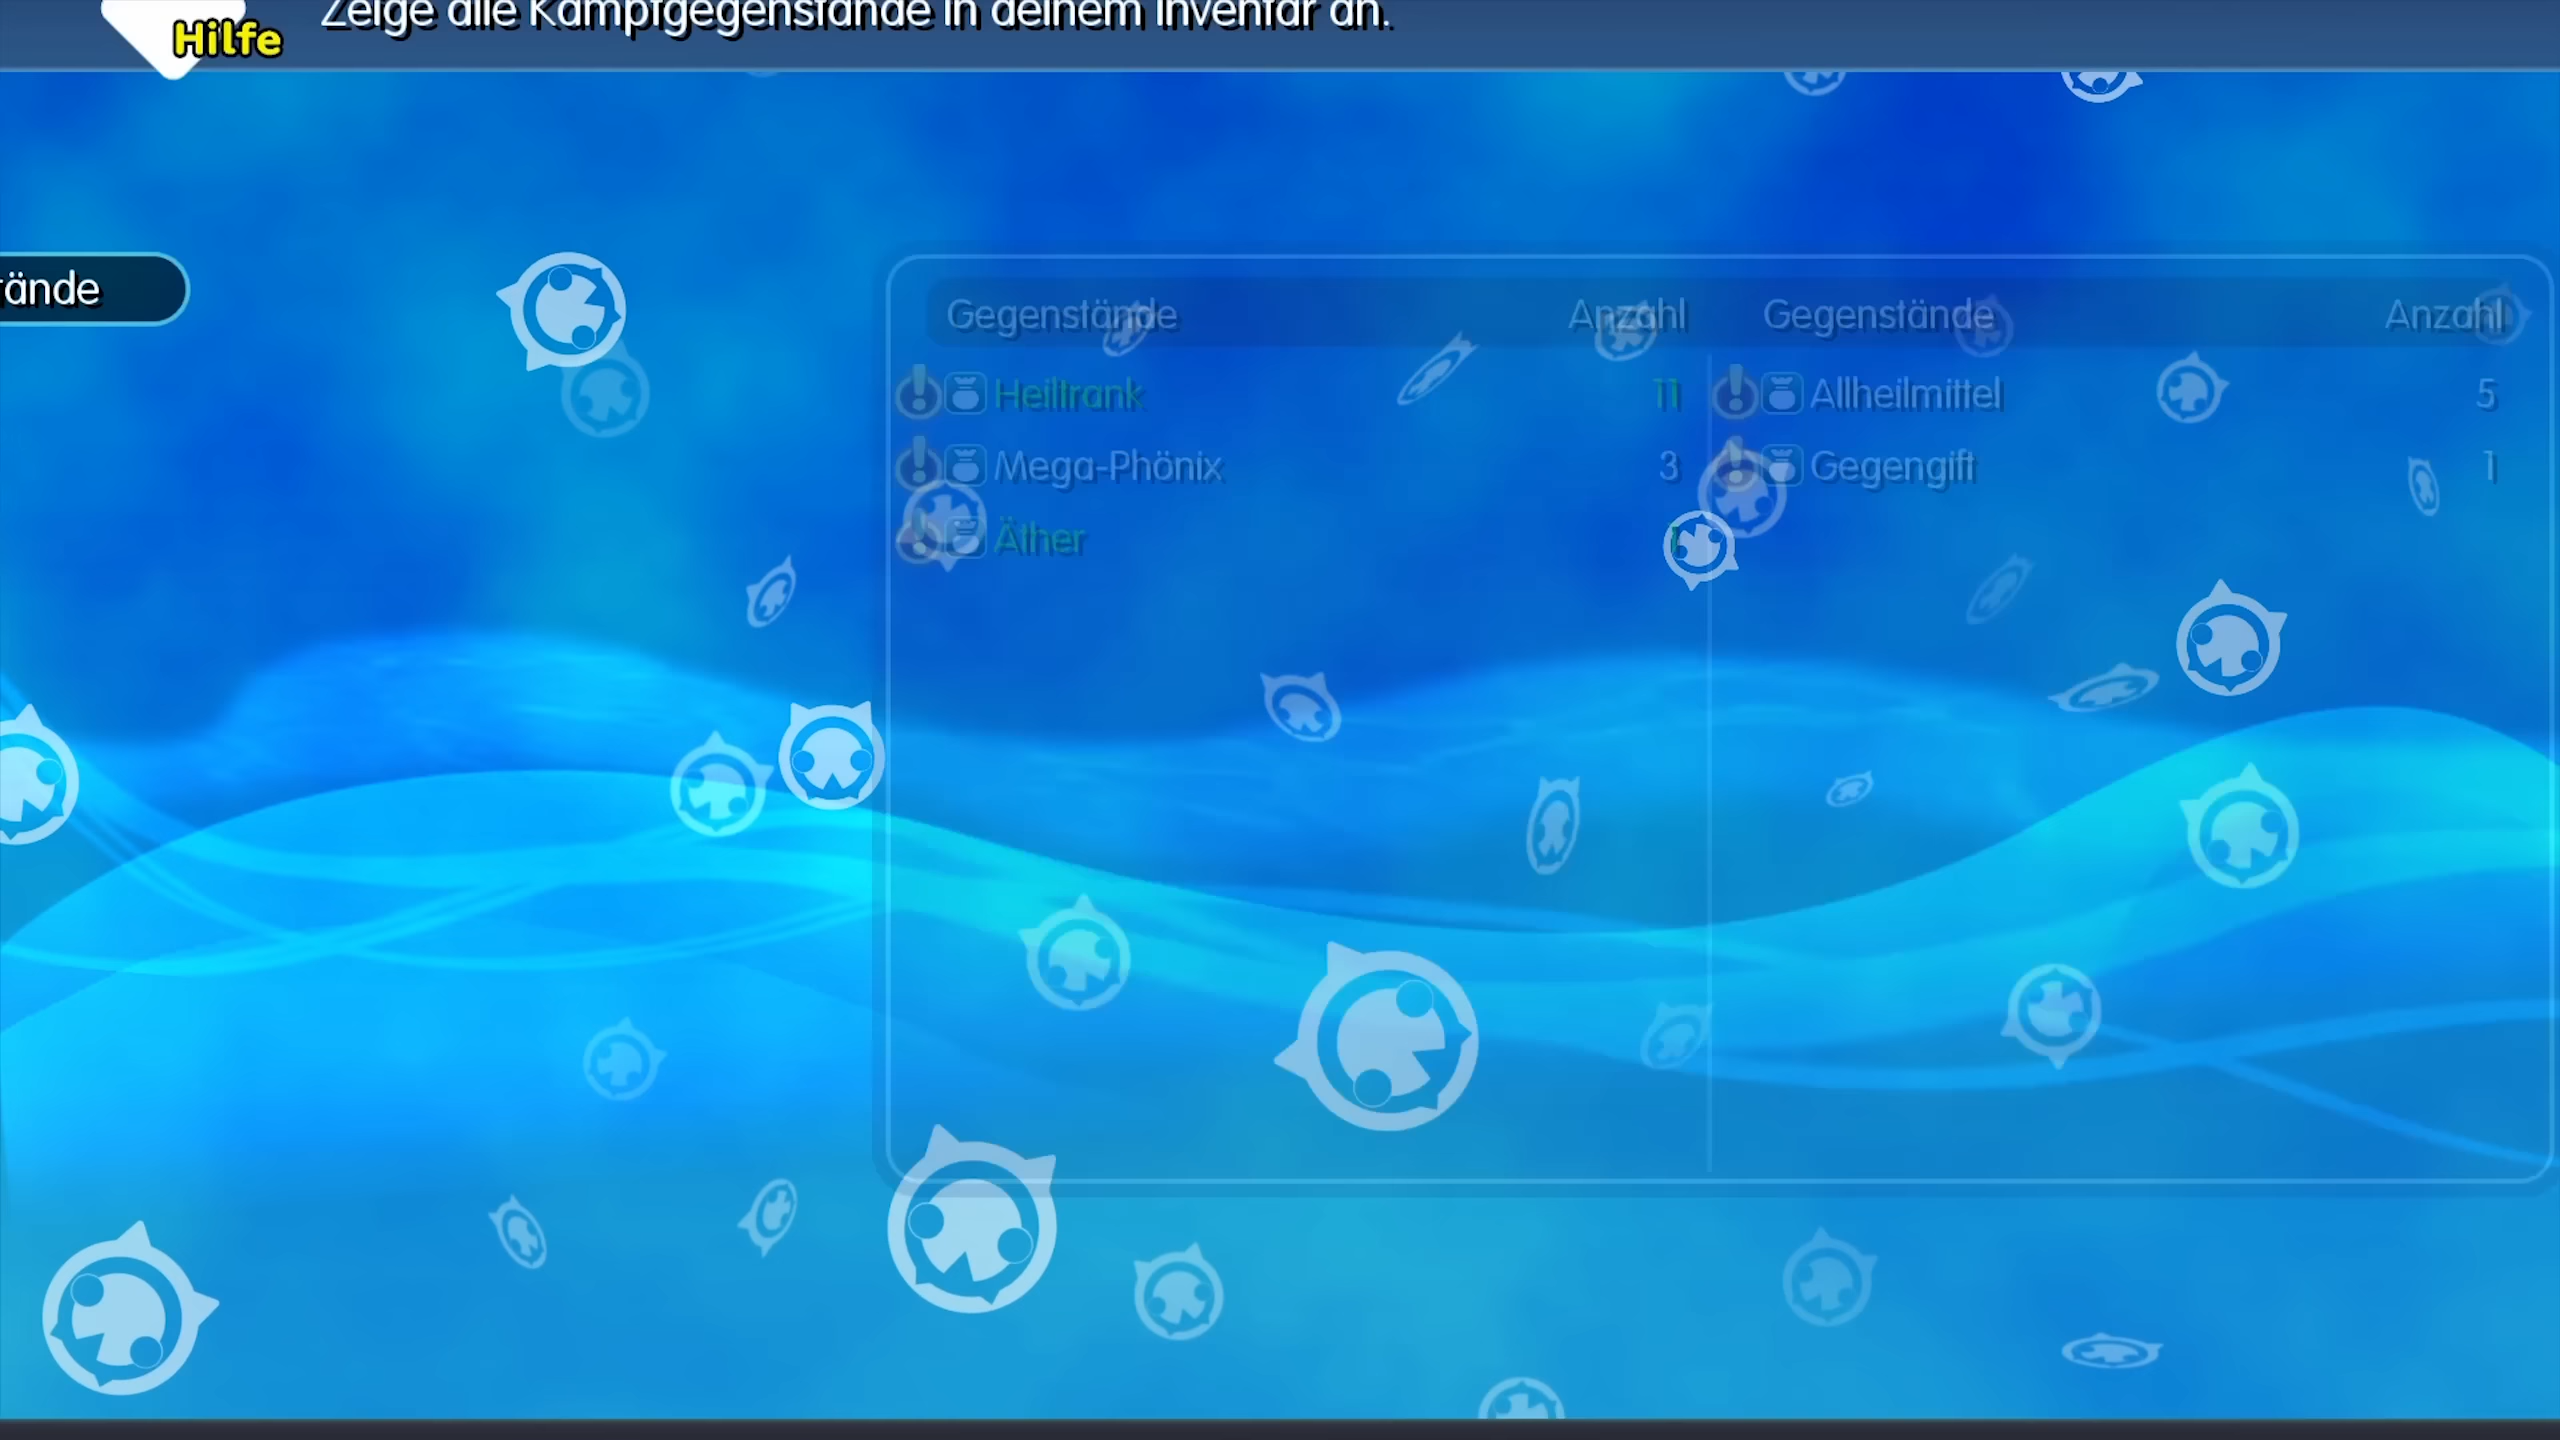 Zeige alle Kampfgegenstände in deinem Inventar an.
Hilfe
ände
Gegenstände Anzahl Gegenstände Anzahl
Heiltrank 11 Allheilmittel 5
Mega-Phönix 3 Gegengift 1
Äther 1